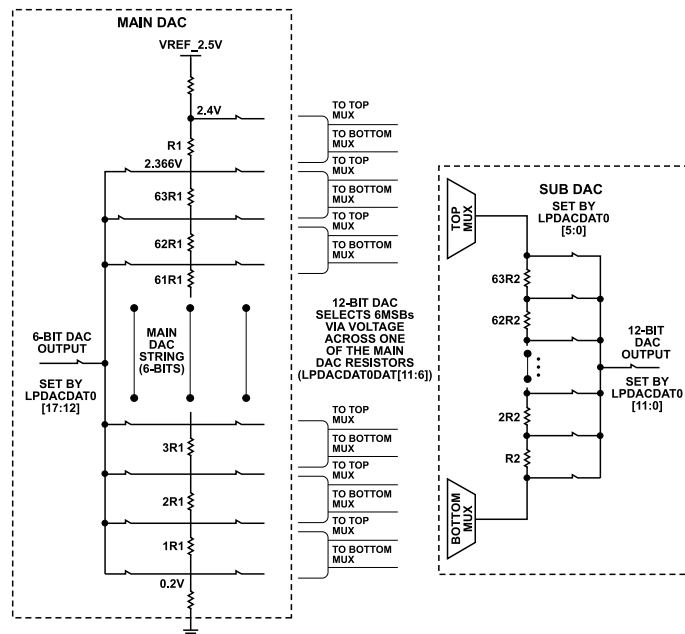 MAIN DAC
VREF_2.5V
2.4V
R1
2.366V
63R1
62R1
61R1
MAIN
DAC
STRING
(6-BITS)
6-BIT DAC
OUTPUT
SET BY
LPDACDAT0
[17:12]
3R1
2R1
1R1
0.2V
TO TOP
MUX
TO BOTTOM
MUX
TO TOP
MUX
TO BOTTOM
MUX
TO TOP
MUX
TO BOTTOM
MUX
12-BIT DAC
SELECTS 6MSBs
VIA VOLTAGE
ACROSS ONE
OF THE MAIN
DAC RESISTORS
(LPDACDAT0DAT[11:6])
TO TOP
MUX
TO BOTTOM
MUX
TO TOP
MUX
TO BOTTOM
MUX
TO TOP
MUX
TO BOTTOM
MUX
SUB DAC
SET BY
LPDACDAT0
[5:0]
TOP
MUX
63R2
62R2
2R2
R2
BOTTOM
MUX
12-BIT
DAC
OUTPUT
SET BY
LPDACDAT0
[11:0]